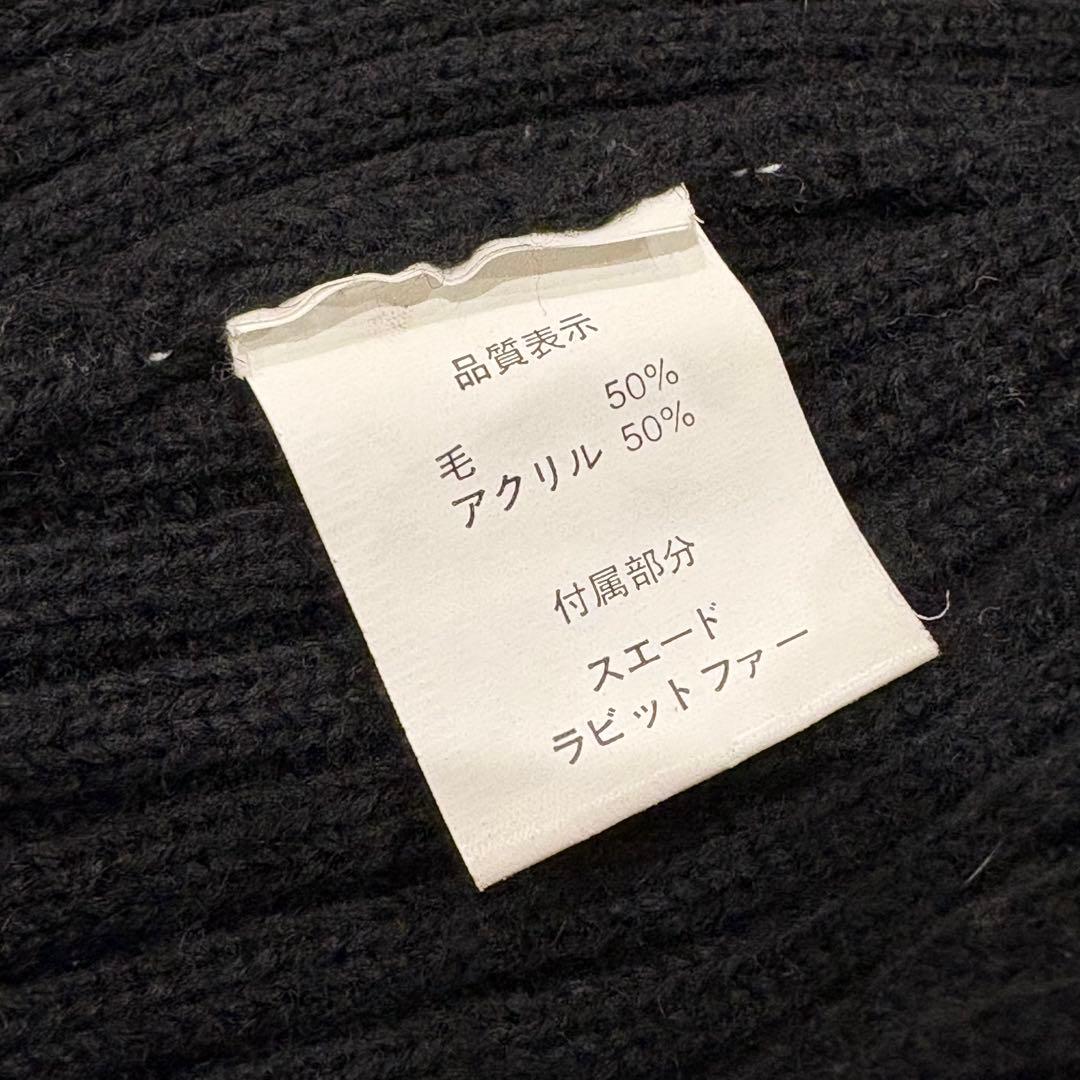 品質表示
毛 50%
アクリル 50%
付属部分
スエード
ラビットファー